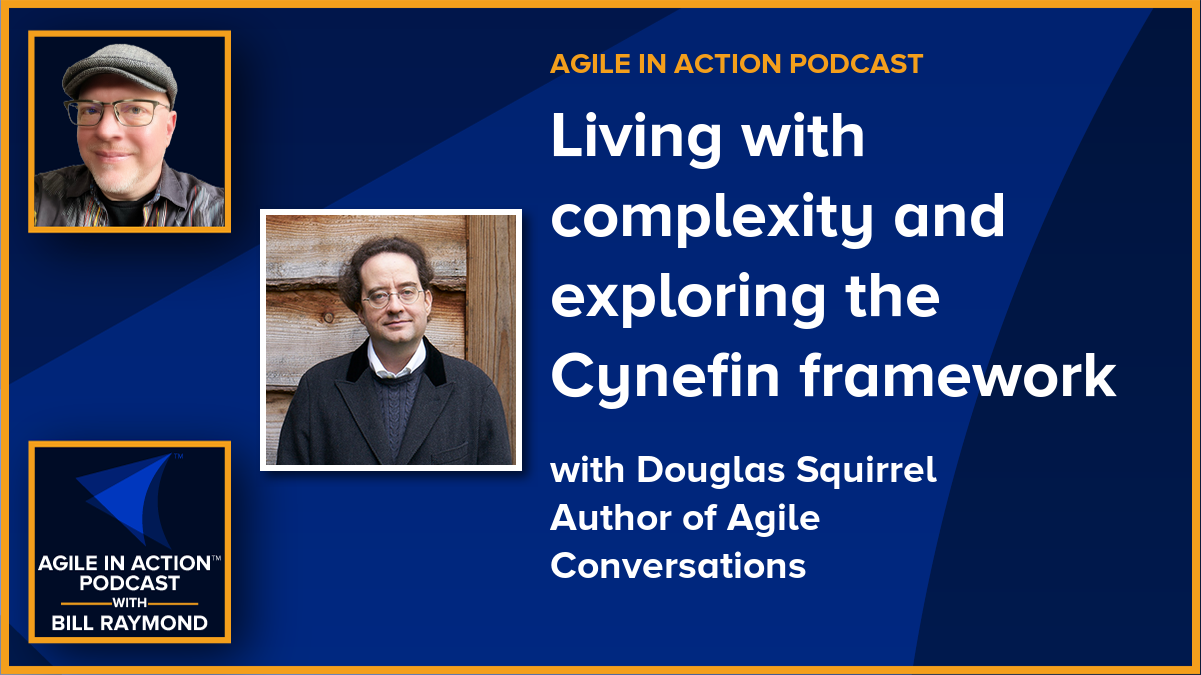 AGILE IN ACTION PODCAST
Living with
complexity and
exploring the
Cynefin framework
with Douglas Squirrel
Author of Agile
Conversations
TM
AGILE IN ACTION™
PODCAST
WITH
BILL RAYMOND